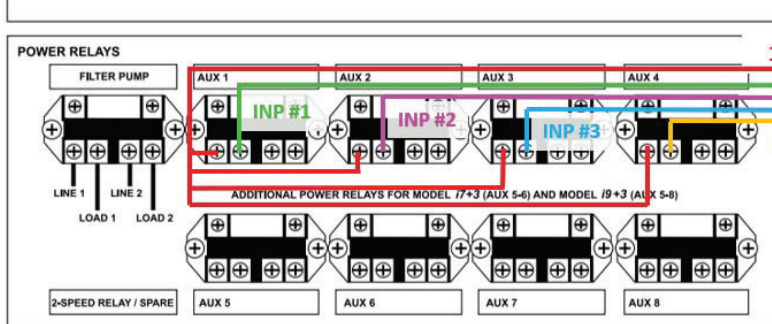 POWER RELAYS
FILTER PUMP
AUX 1
AUX 2
AUX 3
AUX 4
INP #1
INP #2
INP #3
LINE 1
LINE 2
LOAD 1
LOAD 2
ADDITIONAL POWER RELAYS FOR MODEL i7+3 (AUX 5-6) AND MODEL i9+3 (AUX 5-8)
2-SPEED RELAY / SPARE
AUX 5
AUX 6
AUX 7
AUX 8